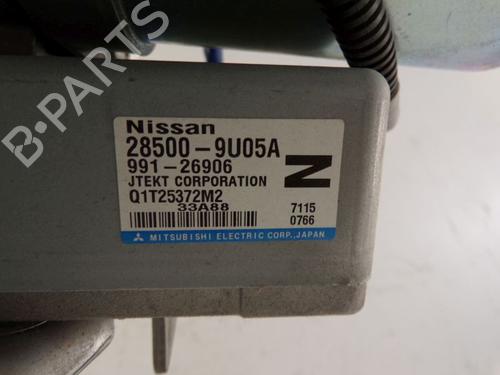 B-PARTS
Nissan
28500-9U05A
991-26906
JTEKT CORPORATION
Q1T25372M2
N
33A88
7115
0766
MITSUBISHI ELECTRIC CORP., JAPAN